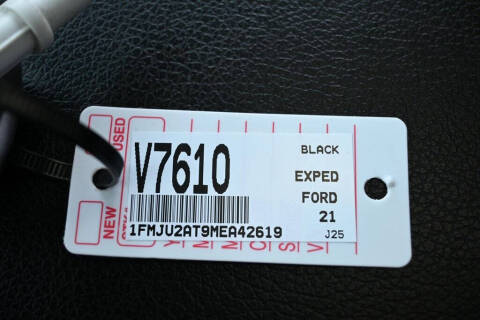 V7610
BLACK
EXPED
FORD
21
1FMJU2AT9MEA42619
J25
USED
NEW
Y
M
M
C
S
V